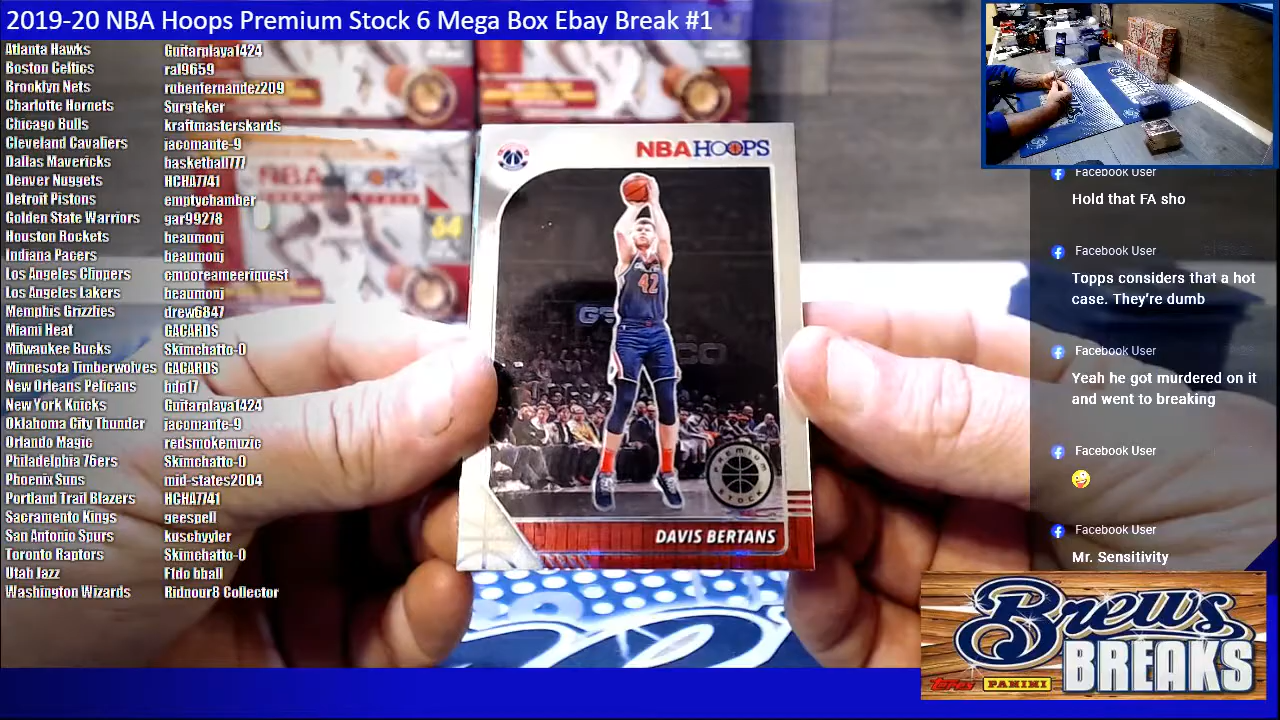 2019-20 NBA Hoops Premium Stock 6 Mega Box Ebay Break #1
Atlanta Hawks Guitarplaya1424
Boston Celtics ral9659
Brooklyn Nets rubenfernandez209
Charlotte Hornets Surgteker
Chicago Bulls kraftmasterskards
Cleveland Cavaliers jacomante-9
Dallas Mavericks basketball777
Denver Nuggets HCHA7741
Detroit Pistons emptychamber
Golden State Warriors gar99278
Houston Rockets beaumonj
Indiana Pacers beaumonj
Los Angeles Clippers cmooreameeriquest
Los Angeles Lakers beaumonj
Memphis Grizzlies drew6847
Miami Heat GACARDS
Milwaukee Bucks Skimchatto-0
Minnesota Timberwolves GACARDS
New Orleans Pelicans bdp17
New York Knicks Guitarplaya1424
Oklahoma City Thunder jacomante-9
Orlando Magic redsmokemuzic
Philadelphia 76ers Skimchatto-0
Phoenix Suns mid-states2004
Portland Trail Blazers HCHA7741
Sacramento Kings geespell
San Antonio Spurs kuschyyler
Toronto Raptors Skimchatto-0
Utah Jazz Ftdo bball
Washington Wizards Ridnour8 Collector
NBA HOOPS
42
PREMIUM
STOCK
DAVIS BERTANS
NBA HOOPS
Facebook User
Hold that FA sho
Facebook User
Topps considers that a hot
case. They're dumb
Facebook User
Yeah he got murdered on it
and went to breaking
Facebook User
Facebook User
Mr. Sensitivity
Brews
BREAKS
topps PANINI